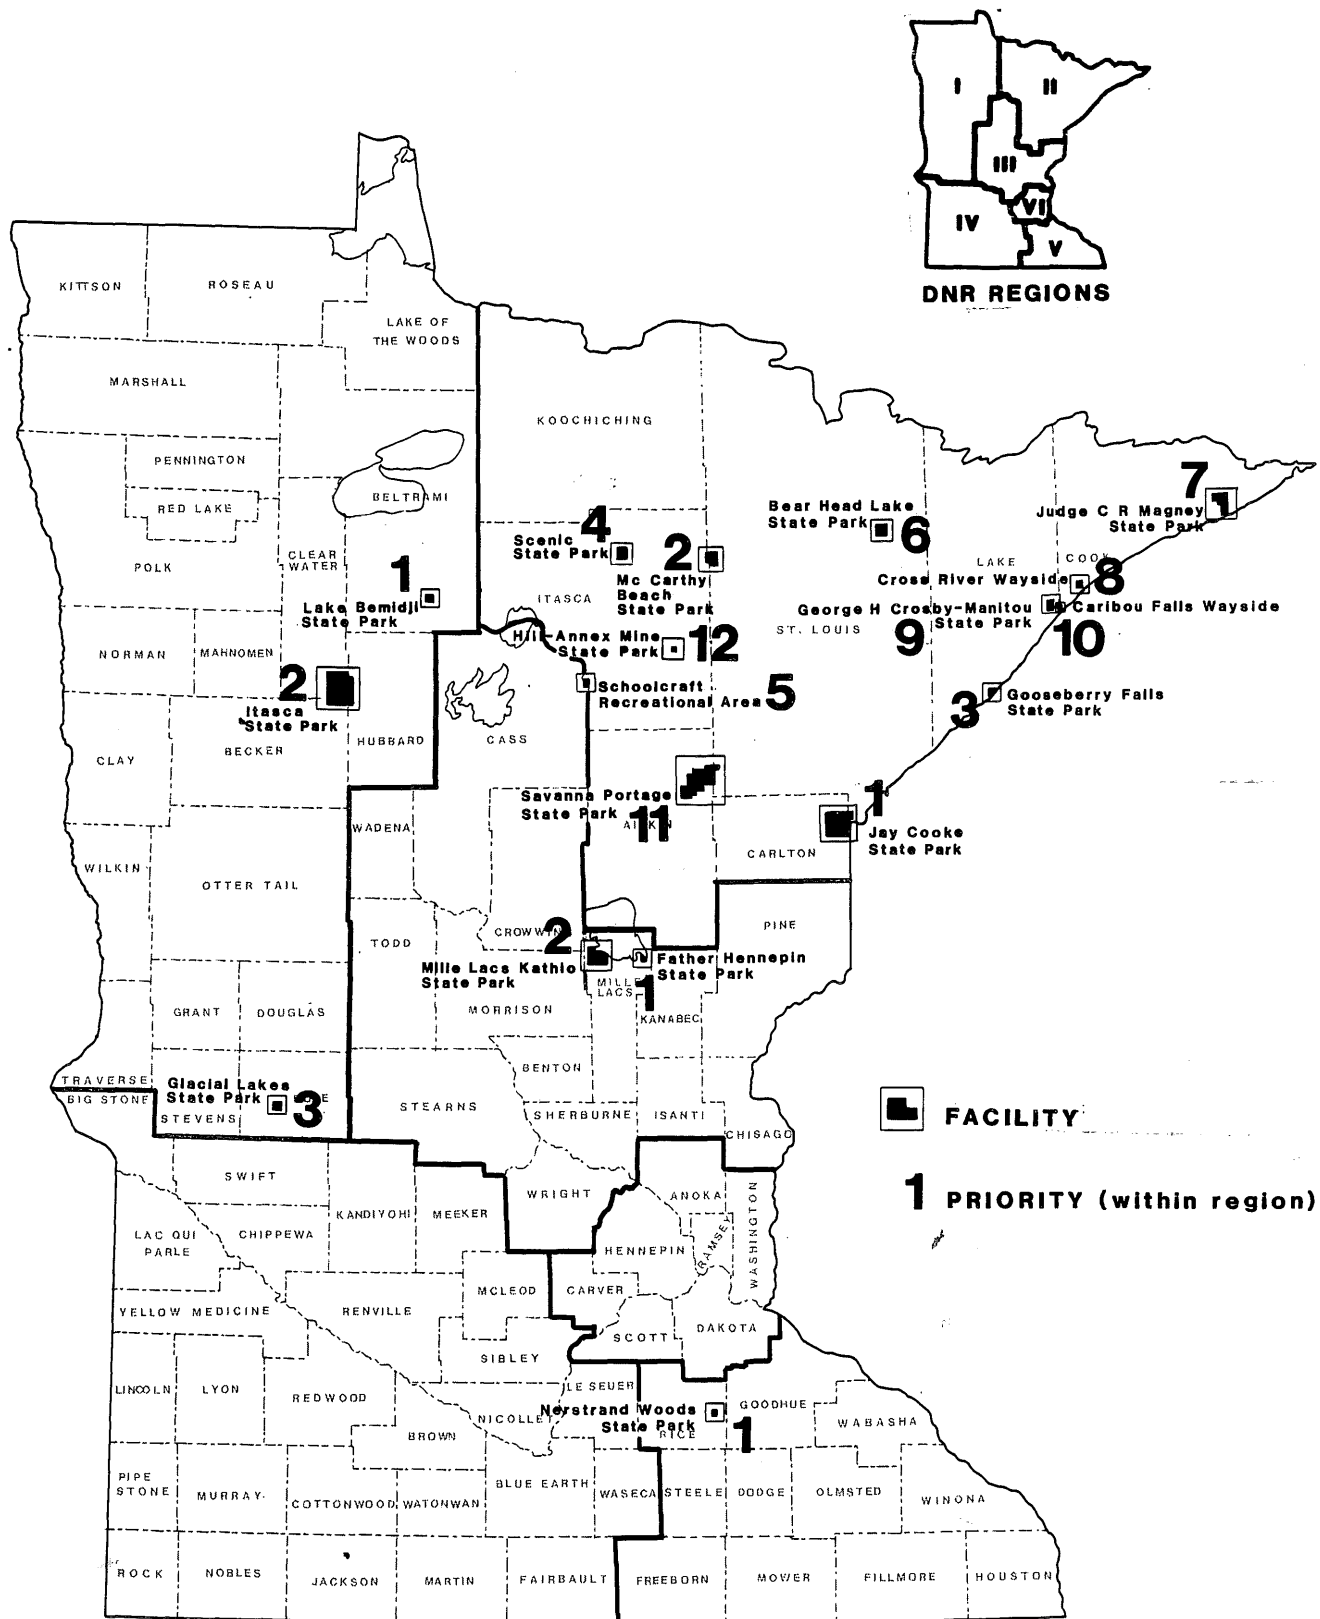 I
II
III
IV
VI
V
DNR REGIONS
KITTSON
ROSEAU
LAKE OF
THE WOODS
MARSHALL
KOOCHICHING
PENNINGTON
RED LAKE
BELTRAMI
POLK
CLEAR
WATER
1
Lake Bemidji
State Park
4
Scenic
State Park
2
Mc Carthy
Beach
State Park
ITASCA
Bear Head Lake
State Park
6
7
Judge C R Magney
State Park
LAKE
COOK
Cross River Wayside
8
George H Crosby-Manitou
State Park
Caribou Falls Wayside
ST. LOUIS
9
10
Hill-Annex Mine
State Park
12
NORMAN
MAHNOMEN
2
Itasca
State Park
Schoolcraft
Recreational Area
5
3
Gooseberry Falls
State Park
CLAY
BECKER
HUBBARD
CASS
Savanna Portage
State Park
11
AITKIN
1
Jay Cooke
State Park
WADENA
CARLTON
WILKIN
OTTER TAIL
TODD
CROW WING
PINE
2
Mille Lacs Kathio
State Park
Father Hennepin
State Park
1
MILLE
LACS
GRANT
DOUGLAS
MORRISON
KANABEC
BENTON
TRAVERSE
BIG STONE
Glacial Lakes
State Park
3
POPE
STEVENS
STEARNS
SHERBURNE
ISANTI
CHISAGO
FACILITY
SWIFT
WRIGHT
ANOKA
WASHINGTON
1 PRIORITY (within region)
KANDIYOHI
MEEKER
LAC QUI
PARLE
CHIPPEWA
HENNEPIN
RAMSEY
MCLEOD
CARVER
YELLOW MEDICINE
RENVILLE
SCOTT
DAKOTA
SIBLEY
LINCOLN
LYON
REDWOOD
LE SEUER
NICOLLET
BROWN
Nerstrand Woods
State Park
1
RICE
GOODHUE
WABASHA
PIPE
STONE
MURRAY
COTTONWOOD
WATONWAN
BLUE EARTH
WASECA
STEELE
DODGE
OLMSTED
WINONA
ROCK
NOBLES
JACKSON
MARTIN
FAIRBAULT
FREEBORN
MOWER
FILLMORE
HOUSTON